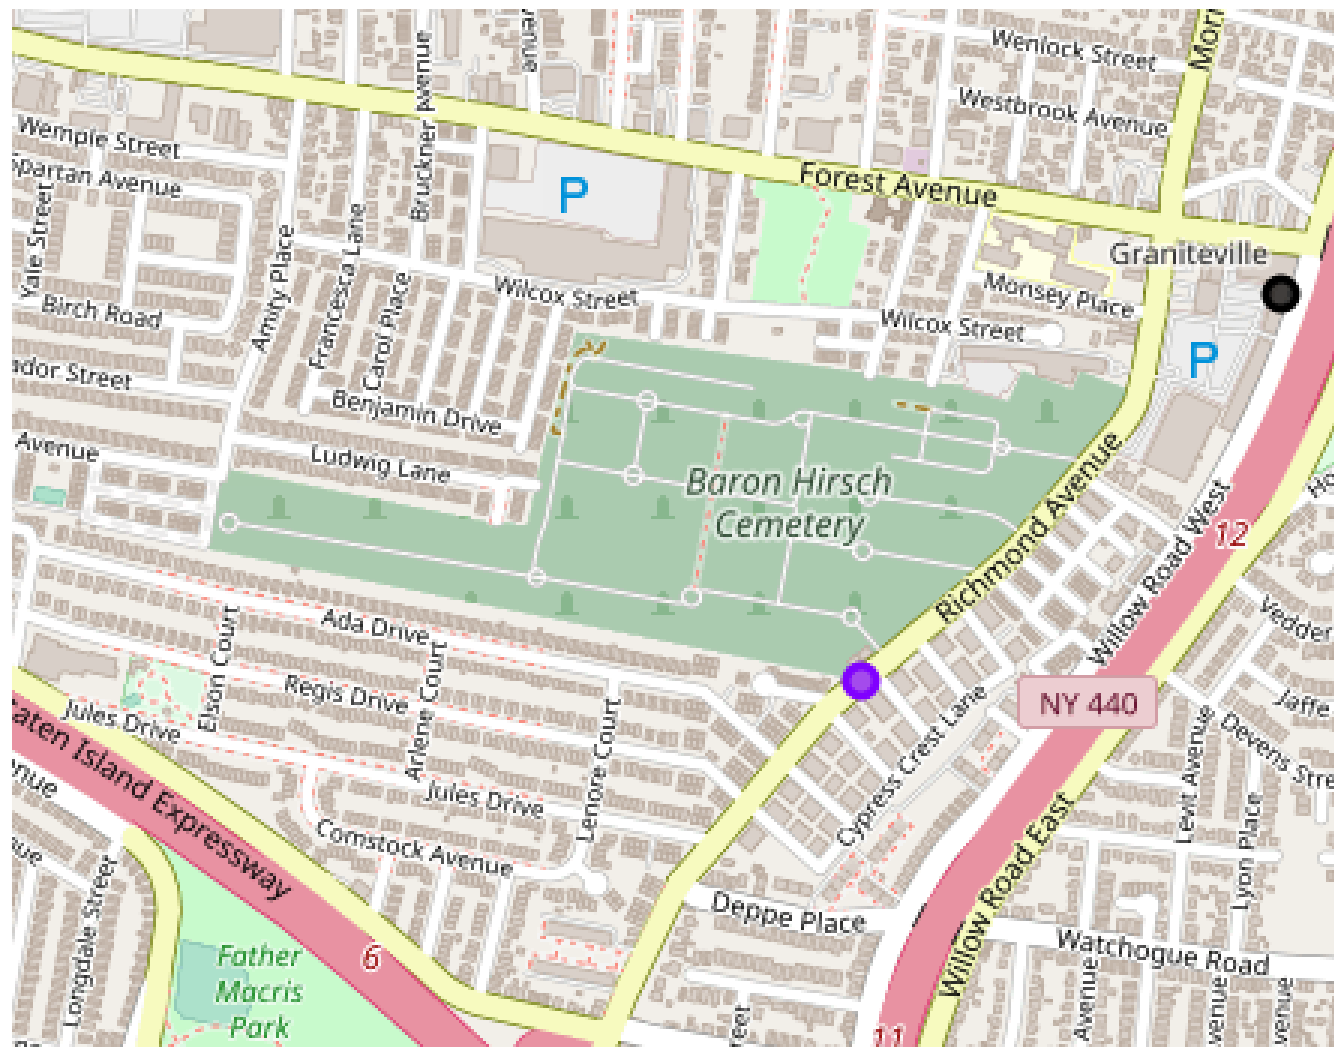 Wenlock Street
Westbrook Avenue
Bruckner Avenue
Forest Avenue
Wemple Street
Spartan Avenue
Yale Street
P
Graniteville
Amity Place
Francesca Lane
Carol Place
Wilcox Street
Monsey Place
Wilcox Street
Birch Road
P
Benjamin Drive
Street
Avenue
Ludwig Lane
Baron Hirsch
Cemetery
Richmond Avenue
Willow Road West
12
Vedder
Ada Drive
Elson Court
Regis Drive
Arlene Court
Jules Drive
Lemore Court
NY 440
Jaffe
Devens
Levit Avenue
Lyon Place
Cypress Crest Lane
Island Expressway
Jules Drive
Comstock Avenue
Willow Road East
Deppe Place
Watchogue Road
Longdale Street
6
Father
Macris
Park
Avenue
11